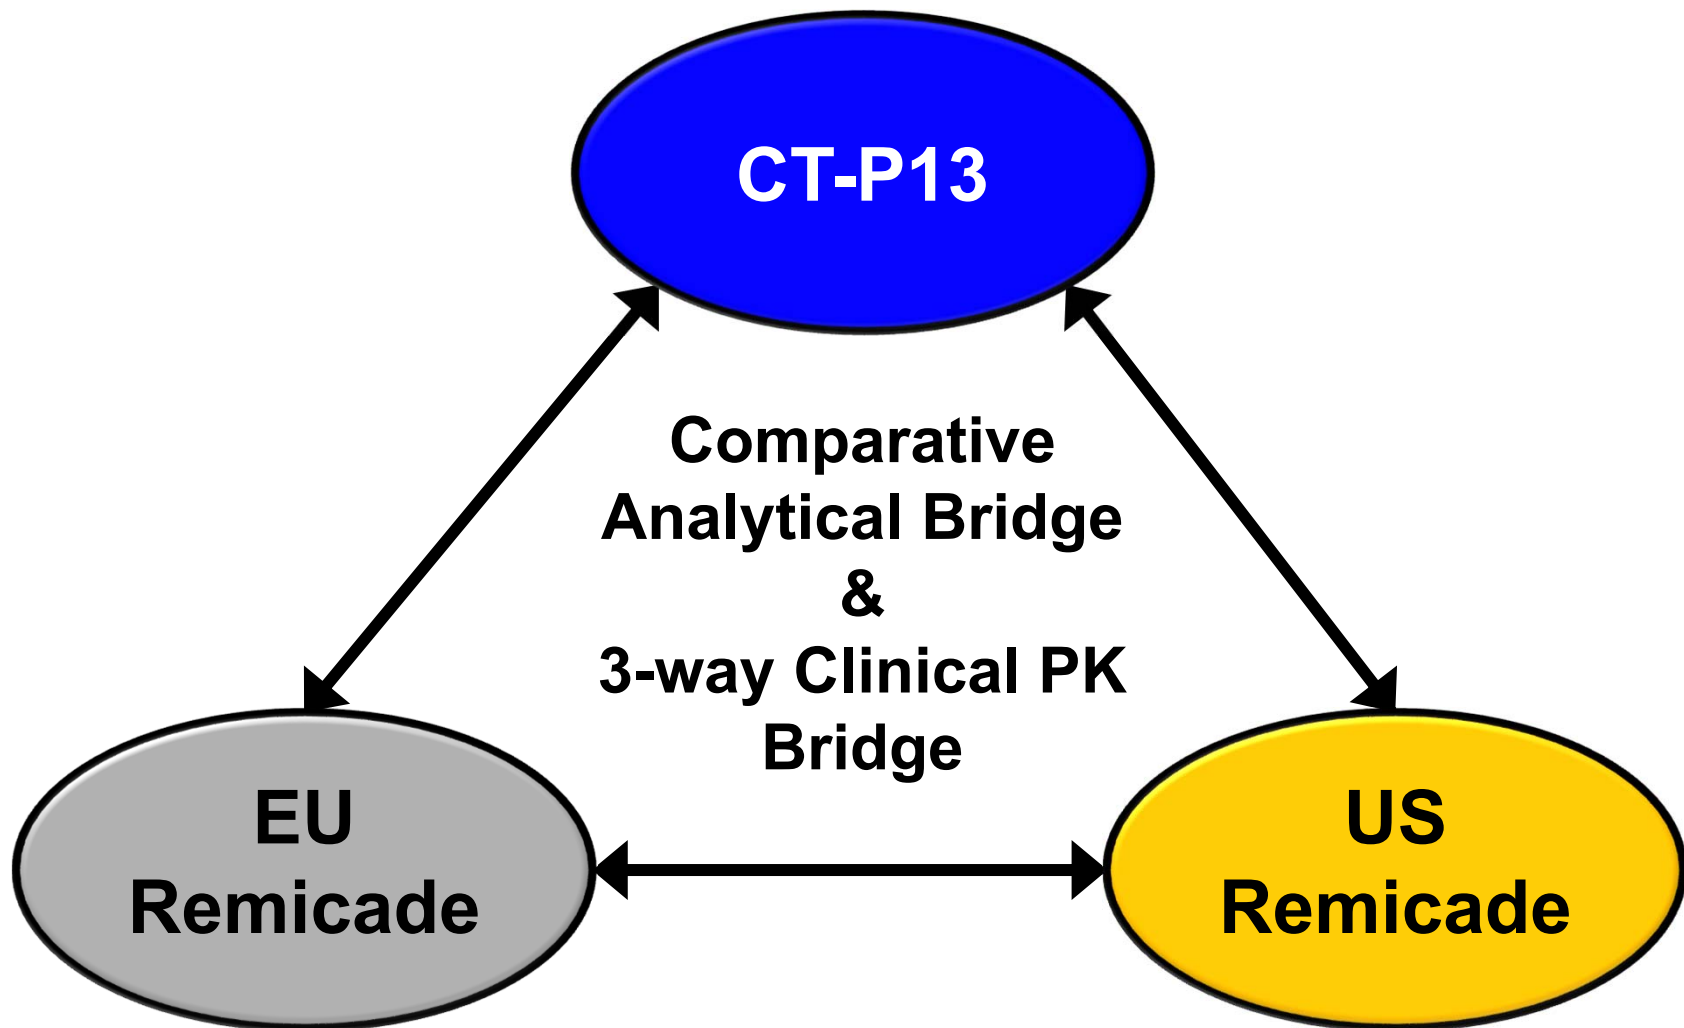 CT-P13
Comparative
Analytical Bridge
&
3-way Clinical PK
Bridge
EU
Remicade
US
Remicade